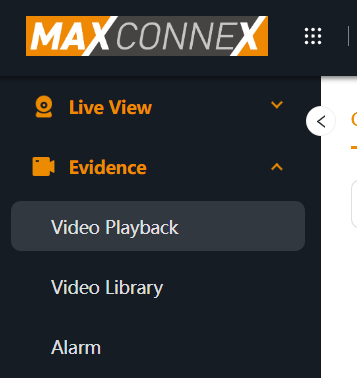 MAXCONNEX
Live View
Evidence
Video Playback
Video Library
Alarm